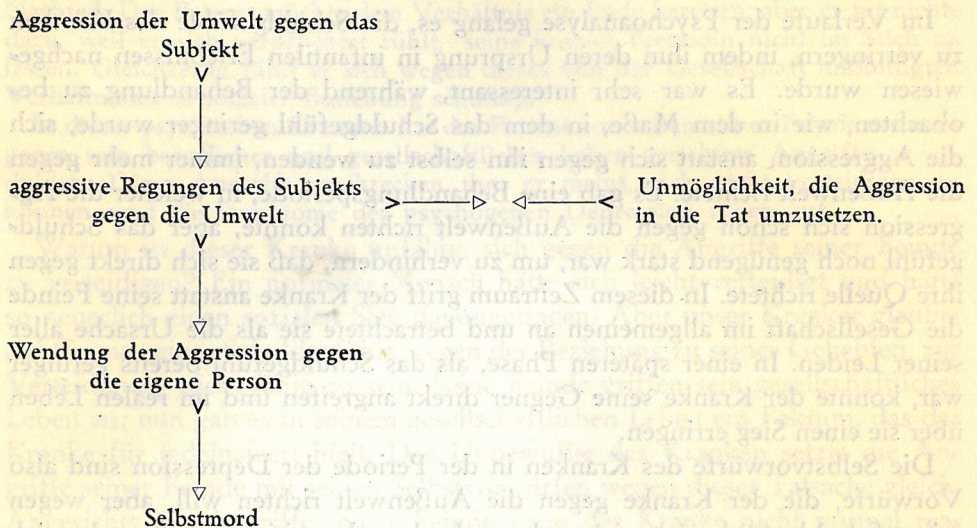 Aggression der Umwelt gegen das
Subjekt
aggressive Regungen des Subjekts
gegen die Umwelt
Unmöglichkeit, die Aggression
in die Tat umzusetzen.
Wendung der Aggression gegen
die eigene Person
Selbstmord